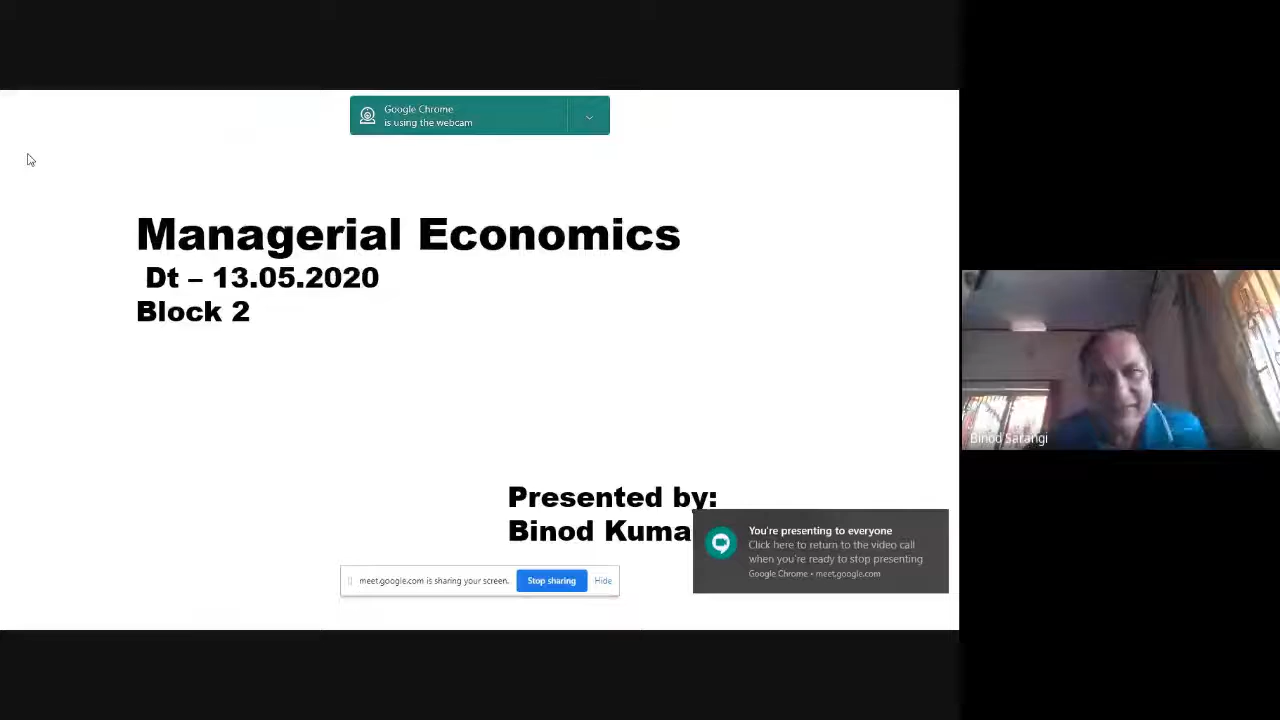 Google Chrome
is using the webcam
Managerial Economics
Dt – 13.05.2020
Block 2
Presented by:
Binod Kuma
You're presenting to everyone
Click here to return to the video call
when you're ready to stop presenting
Google Chrome • meet.google.com
meet.google.com is sharing your screen.
Stop sharing
Hide
Binod Sarangi